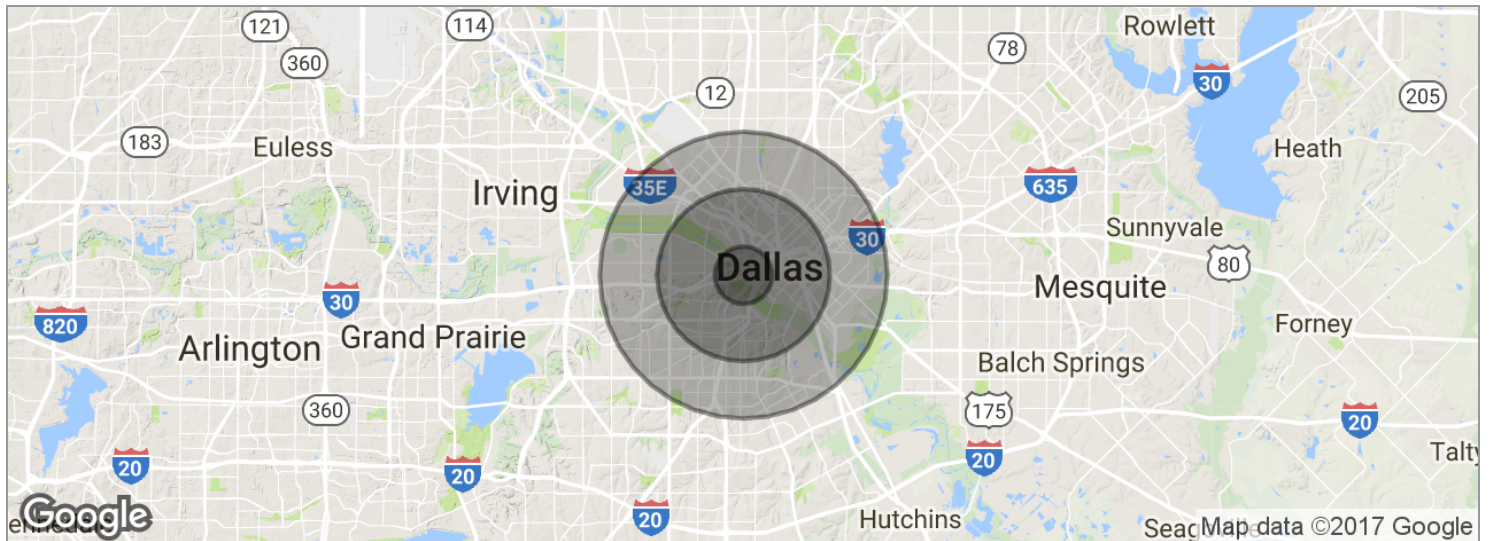 121
114
Rowlett
78
360
30
12
205
183
Euless
Heath
Irving
35E
635
Sunnyvale
30
80
Dallas
Mesquite
30
820
Forney
Grand Prairie
Arlington
Balch Springs
360
175
20
Talty
20
20
20
Google
20
Hutchins
Map data ©2017 Google